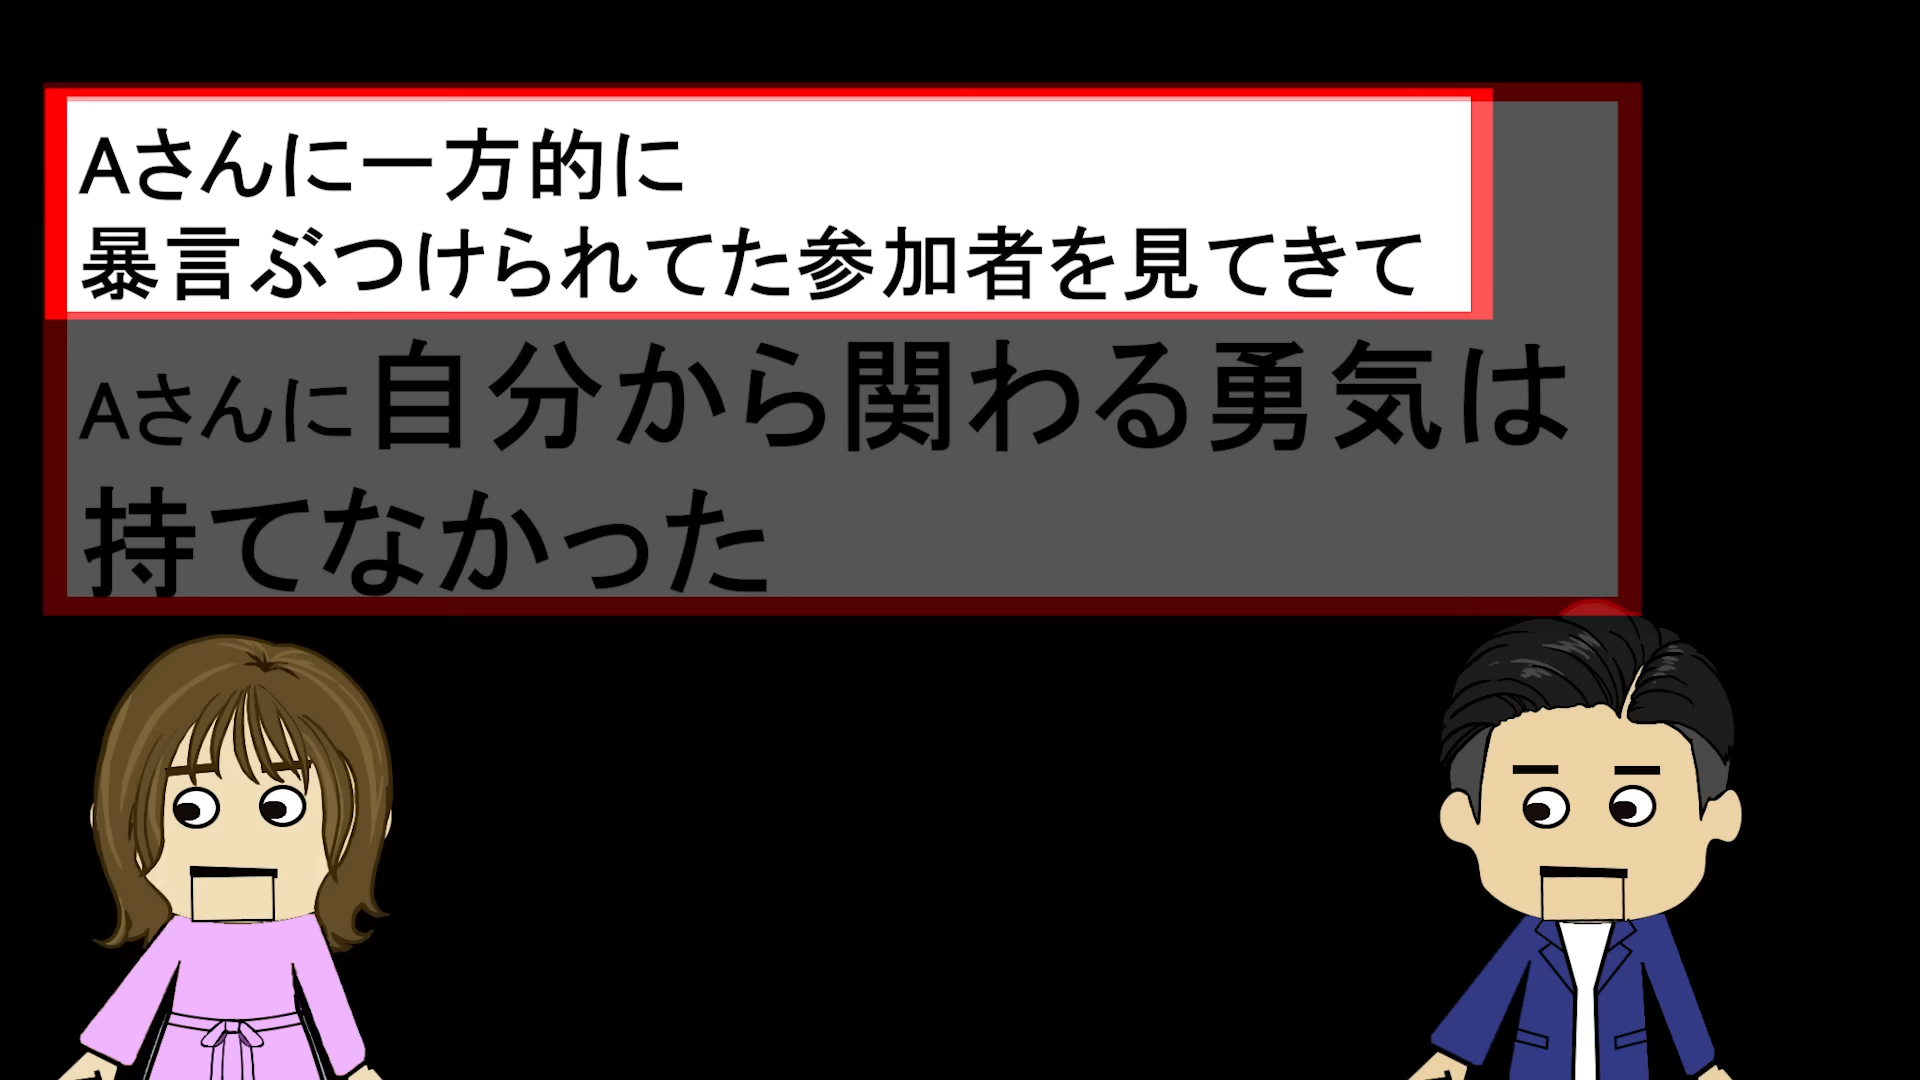 Aさんに一方的に
暴言ぶつけられてた参加者を見てきて
Aさんに自分から関わる勇気は
持てなかった